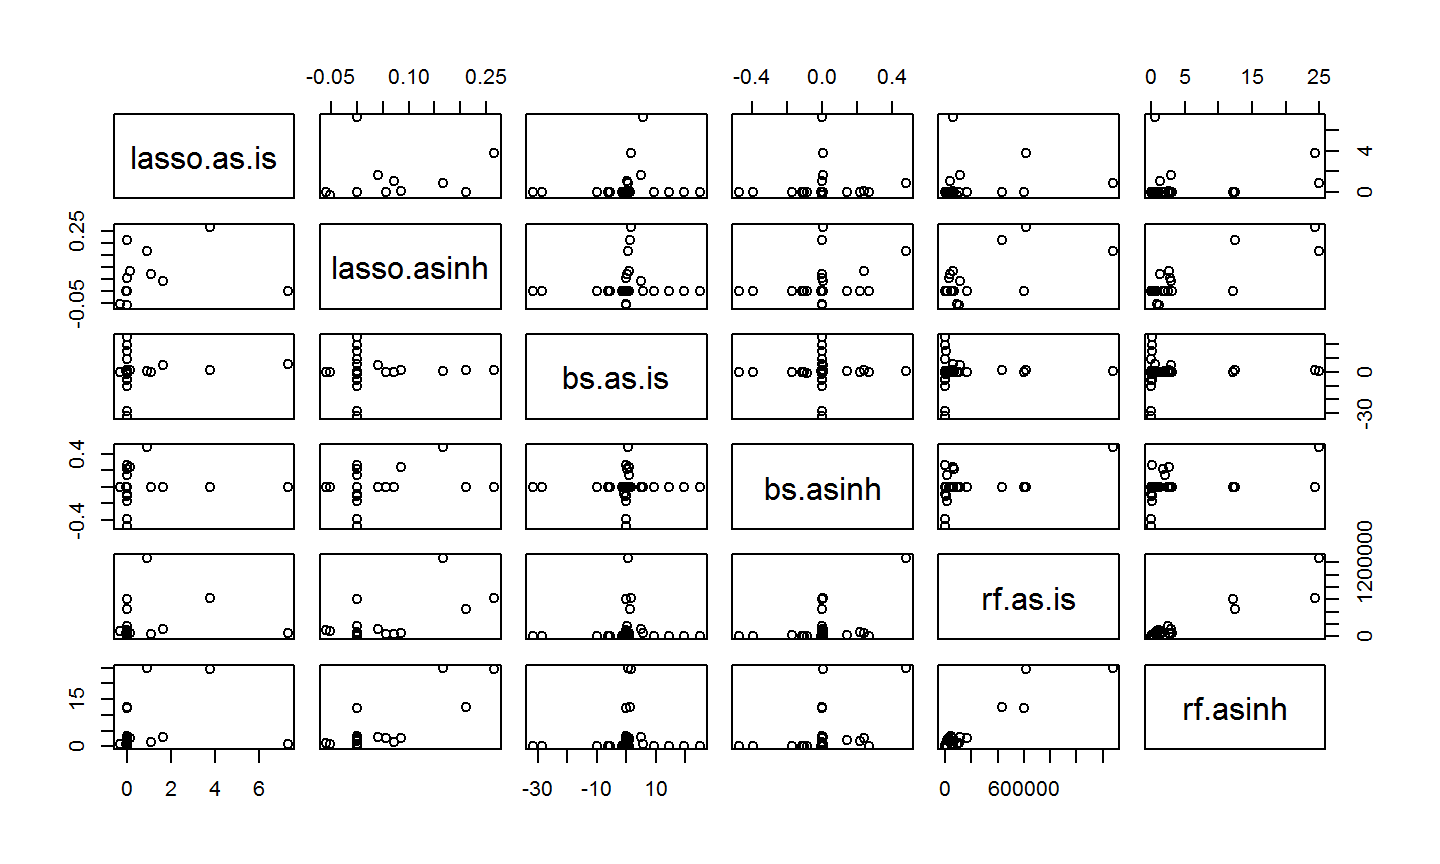 -0.05 0.10 0.25 -0.4 0.0 0.4 0 5 15 25
lasso.as.is 0 4
-0.05 0.25 lasso.asinh
bs.as.is -30 0
-0.4 0.4 bs.asinh
rf.as.is 0 1200000
0 15 rf.asinh
0 2 4 6 -30 -10 10 0 600000